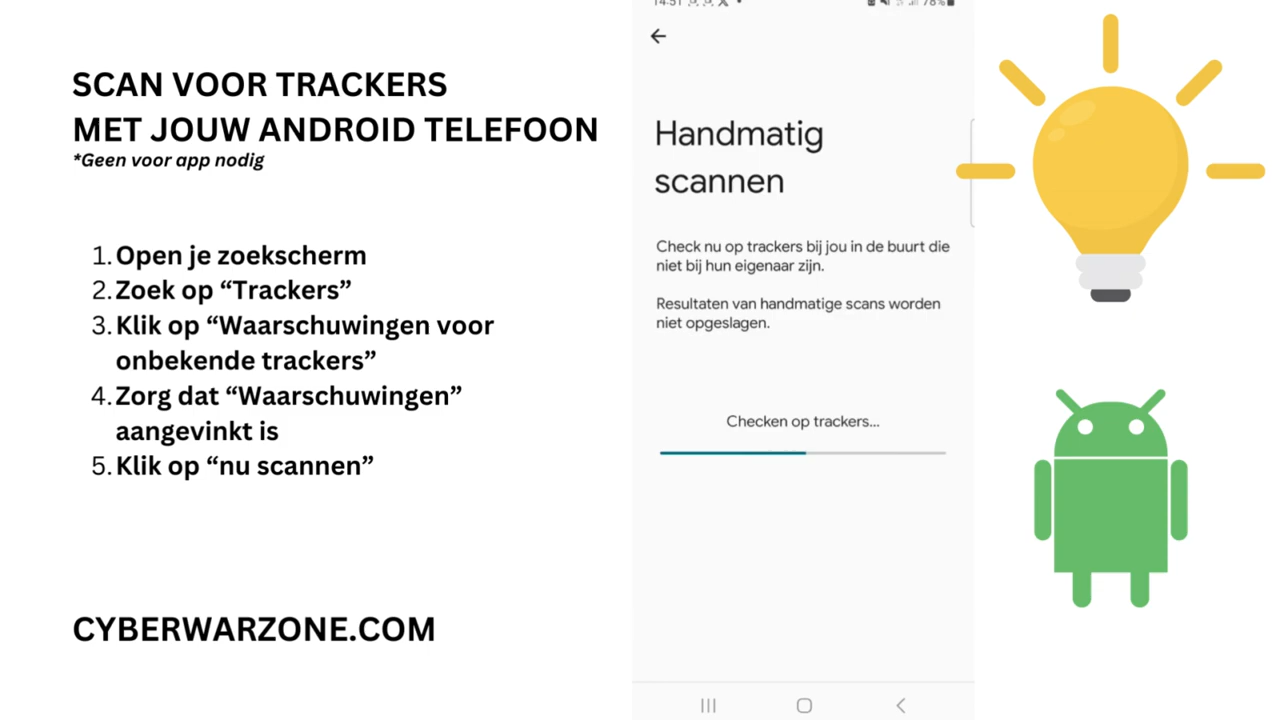 SCAN VOOR TRACKERS
MET JOUW ANDROID TELEFOON
*Geen voor app nodig
1. Open je zoekscherm
2. Zoek op “Trackers”
3. Klik op “Waarschuwingen voor
onbekende trackers”
4. Zorg dat “Waarschuwingen”
aangevinkt is
5. Klik op “nu scannen”
CYBERWARZONE.COM
14:51
78%
Handmatig
scannen
Check nu op trackers bij jou in de buurt die
niet bij hun eigenaar zijn.
Resultaten van handmatige scans worden
niet opgeslagen.
Checken op trackers...